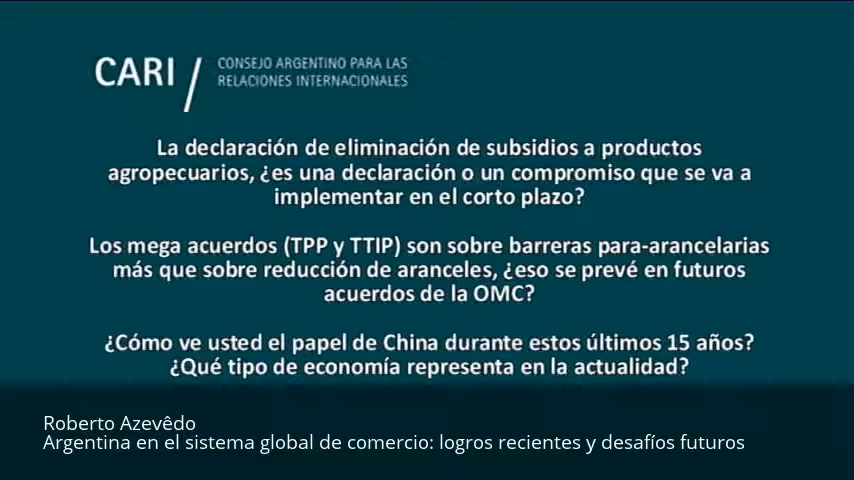 CARI
CONSEJO ARGENTINO PARA LAS
RELACIONES INTERNACIONALES
La declaración de eliminación de subsidios a productos
agropecuarios, ¿es una declaración o un compromiso que se va a
implementar en el corto plazo?
Los mega acuerdos (TPP y TTIP) son sobre barreras para-arancelarias
más que sobre reducción de aranceles, ¿eso se prevé en futuros
acuerdos de la OMC?
¿Cómo ve usted el papel de China durante estos últimos 15 años?
¿Qué tipo de economía representa en la actualidad?
Roberto Azevêdo
Argentina en el sistema global de comercio: logros recientes y desafíos futuros